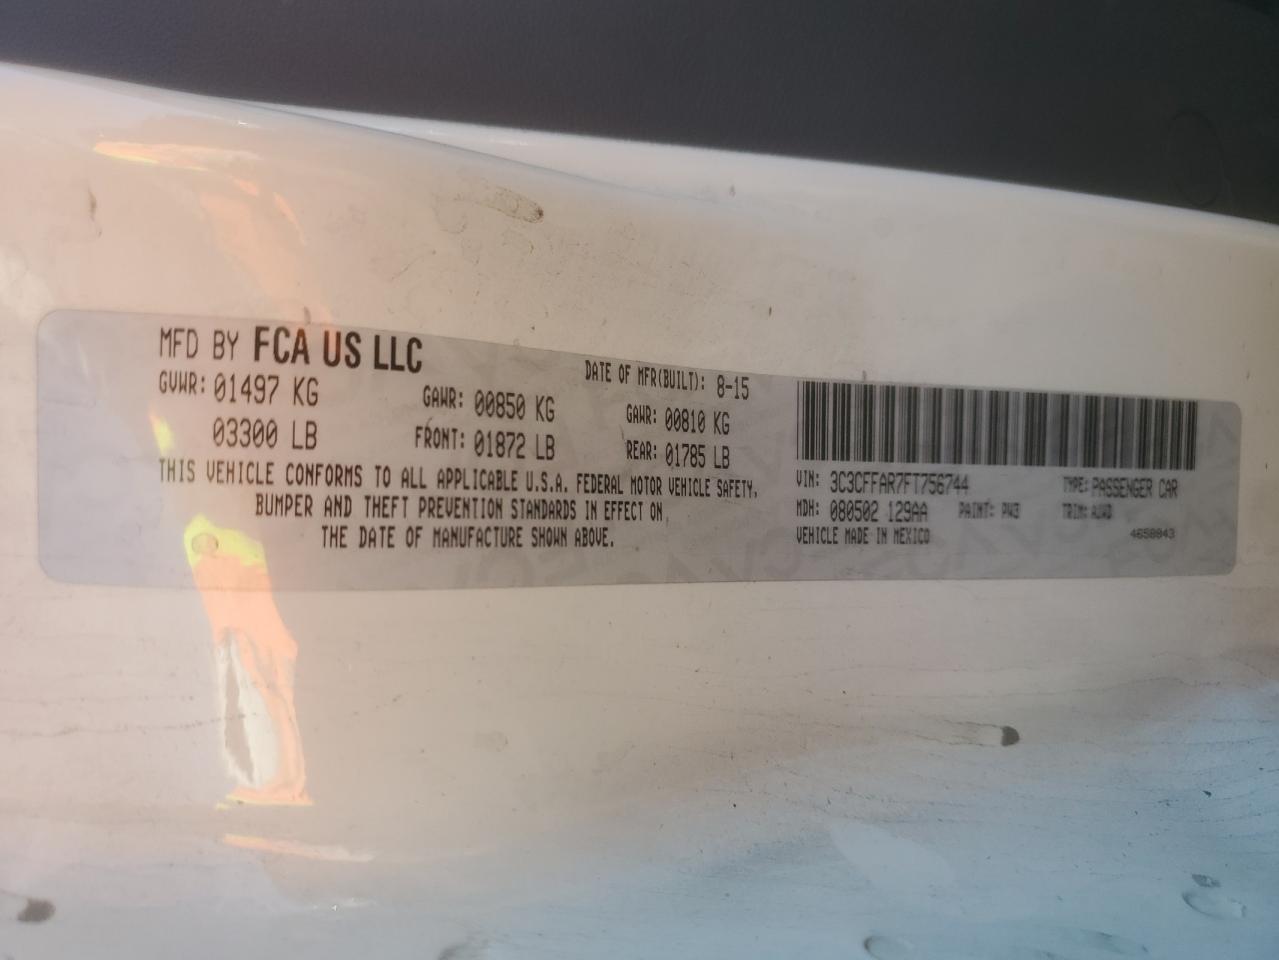 MFD BY FCA US LLC
DATE OF MFR(BUILT): 8-15
GVWR: 01497 KG GAWR: 00850 KG GAWR: 00810 KG
03300 LB FRONT: 01872 LB REAR: 01785 LB
THIS VEHICLE CONFORMS TO ALL APPLICABLE U.S.A. FEDERAL MOTOR VEHICLE SAFETY,
BUMPER AND THEFT PREVENTION STANDARDS IN EFFECT ON
THE DATE OF MANUFACTURE SHOWN ABOVE.
VIN: 3C3CFFAR7FT756744 TYPE: PASSENGER CAR
MDH: 080502 129AA PAINT: PW3 TRIM:
VEHICLE MADE IN MEXICO 4658843